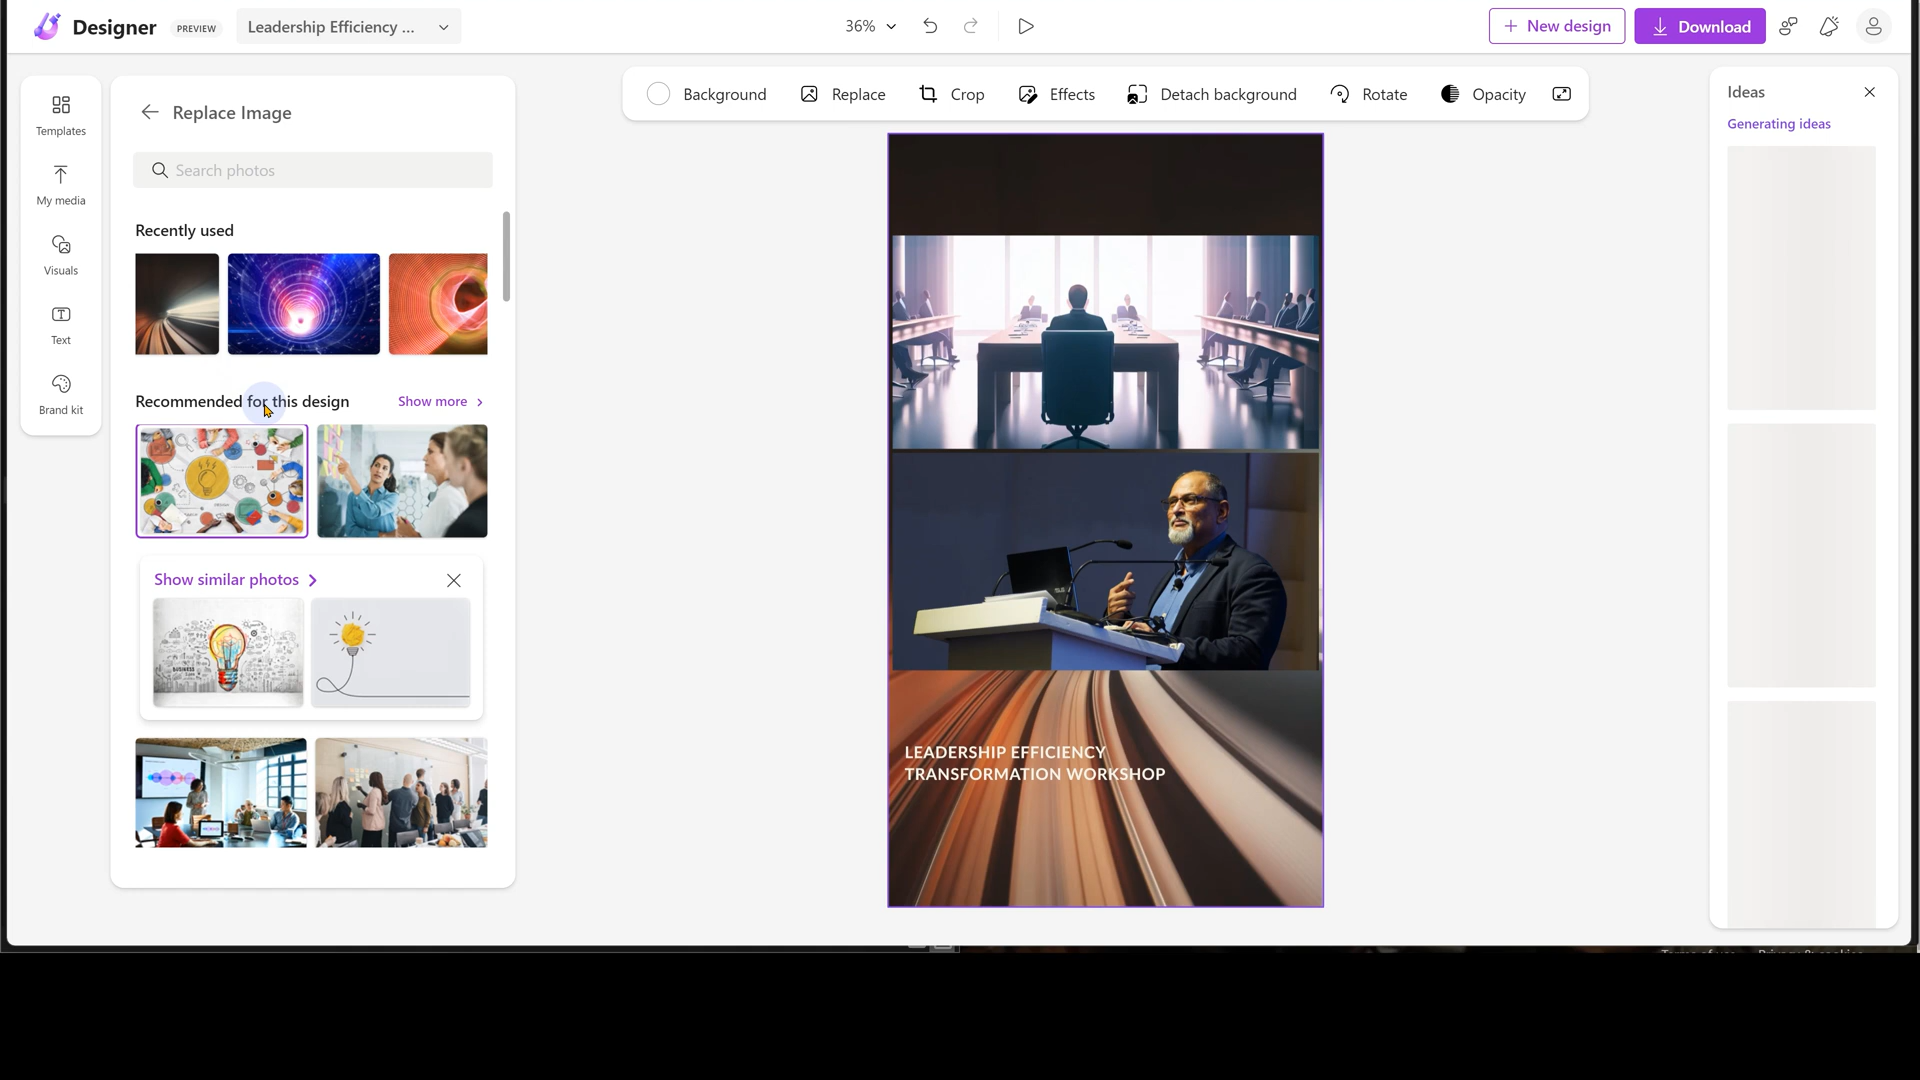 Designer PREVIEW Leadership Efficiency ...
36%
New design
Download
Templates
My media
Visuals
Text
Brand kit
Replace Image
Search photos
Recently used
Recommended for this design Show more
Show similar photos
BUSINESS
Background Replace Crop Effects Detach background Rotate Opacity
LEADERSHIP EFFICIENCY
TRANSFORMATION WORKSHOP
Ideas
Generating ideas